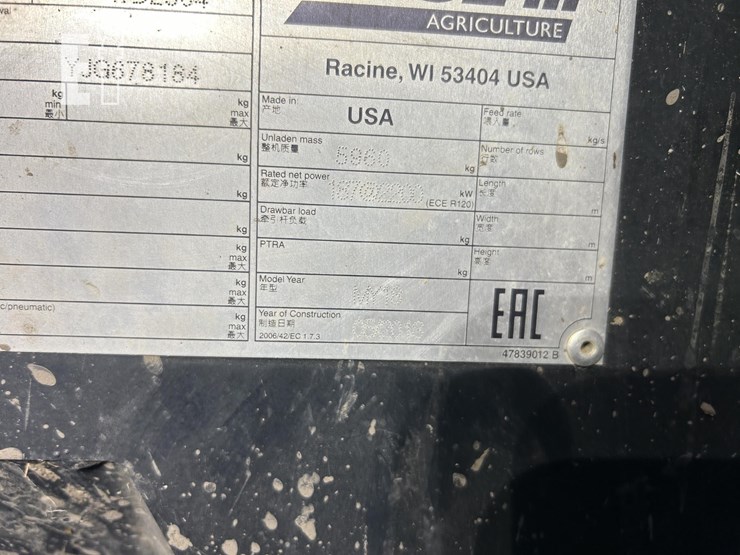 AGRICULTURE
Racine, WI 53404 USA
YJG678184
kg
min
最小
kg
max
最大
Made in
产地
USA
Feed rate
喂入量
kg/s
Unladen mass
整机质量
5960
kg
Number of rows
行数
kg
Rated net power
额定净功率
kW
(ECE R120)
Length
长度
m
kg
Drawbar load
牵引杆负载
kg
Width
宽度
m
kg
PTRA
kg
Height
高度
m
kg
max
最大
Model Year
年型
kg
max
最大
c/pneumatic)
kg
max
最大
Year of Construction
制造日期
2006/42/EC 1.7.3
EAC
47839012 B